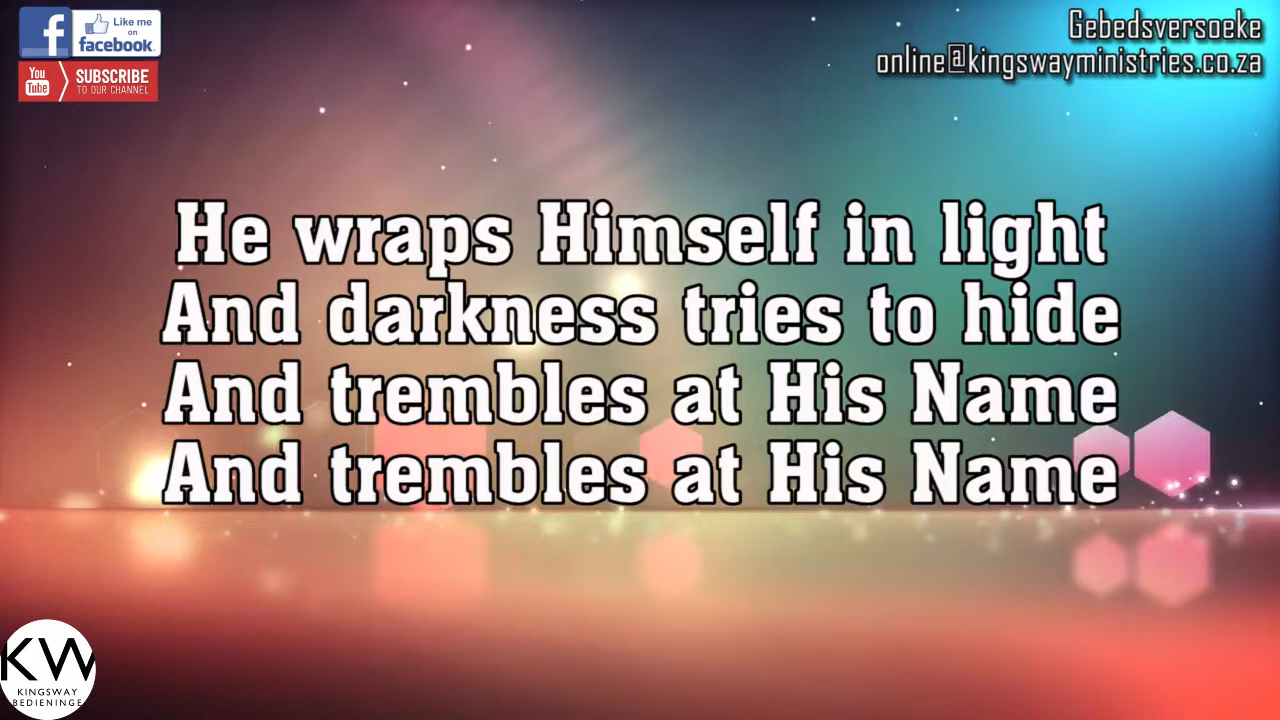 f Like me
on
facebook.
You
Tube
SUBSCRIBE
TO OUR CHANNEL
Gebedsversoeke
online@kingswayministries.co.za
He wraps Himself in light
And darkness tries to hide
And trembles at His Name
And trembles at His Name
KW
KINGSWAY
BEDIENINGE